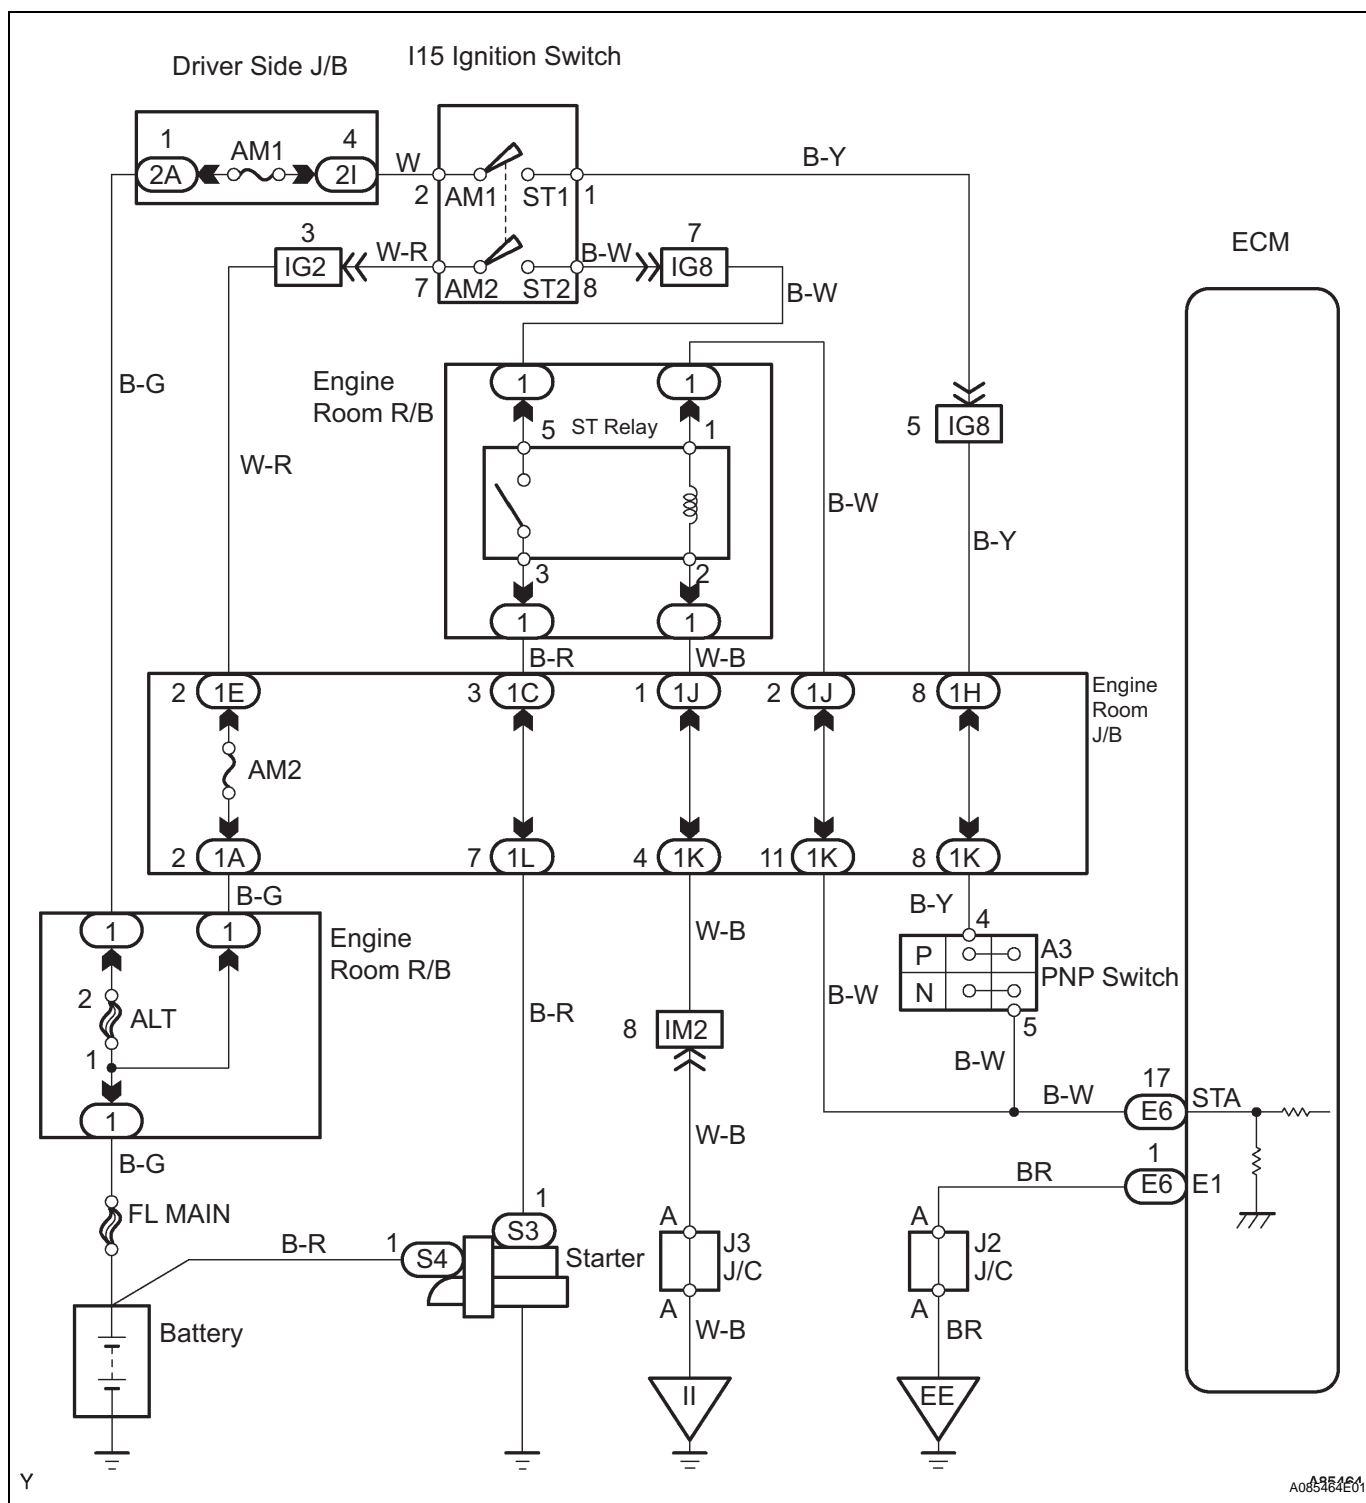 Driver Side J/B
I15 Ignition Switch
1
AM1
4
2A
2I
W
2
AM1
ST1
1
B-Y
3
IG2
W-R
7
AM2
ST2
8
B-W
7
IG8
B-W
ECM
B-G
W-R
Engine
Room R/B
1
1
5
ST Relay
1
3
2
1
1
B-W
5
IG8
B-Y
B-R
W-B
2
1E
3
1C
1
1J
2
1J
8
1H
Engine
Room
J/B
AM2
2
1A
7
1L
4
1K
11
1K
8
1K
B-G
B-Y
4
1
1
Engine
Room R/B
2
ALT
1
1
B-R
W-B
8
IM2
B-W
P
N
A3
PNP Switch
5
B-W
B-W
17
E6
STA
W-B
1
E6
E1
BR
B-G
FL MAIN
B-R
1
S4
1
S3
Starter
A
J3
J/C
A
W-B
A
J2
J/C
A
BR
Battery
II
EE
Y
A085464E01